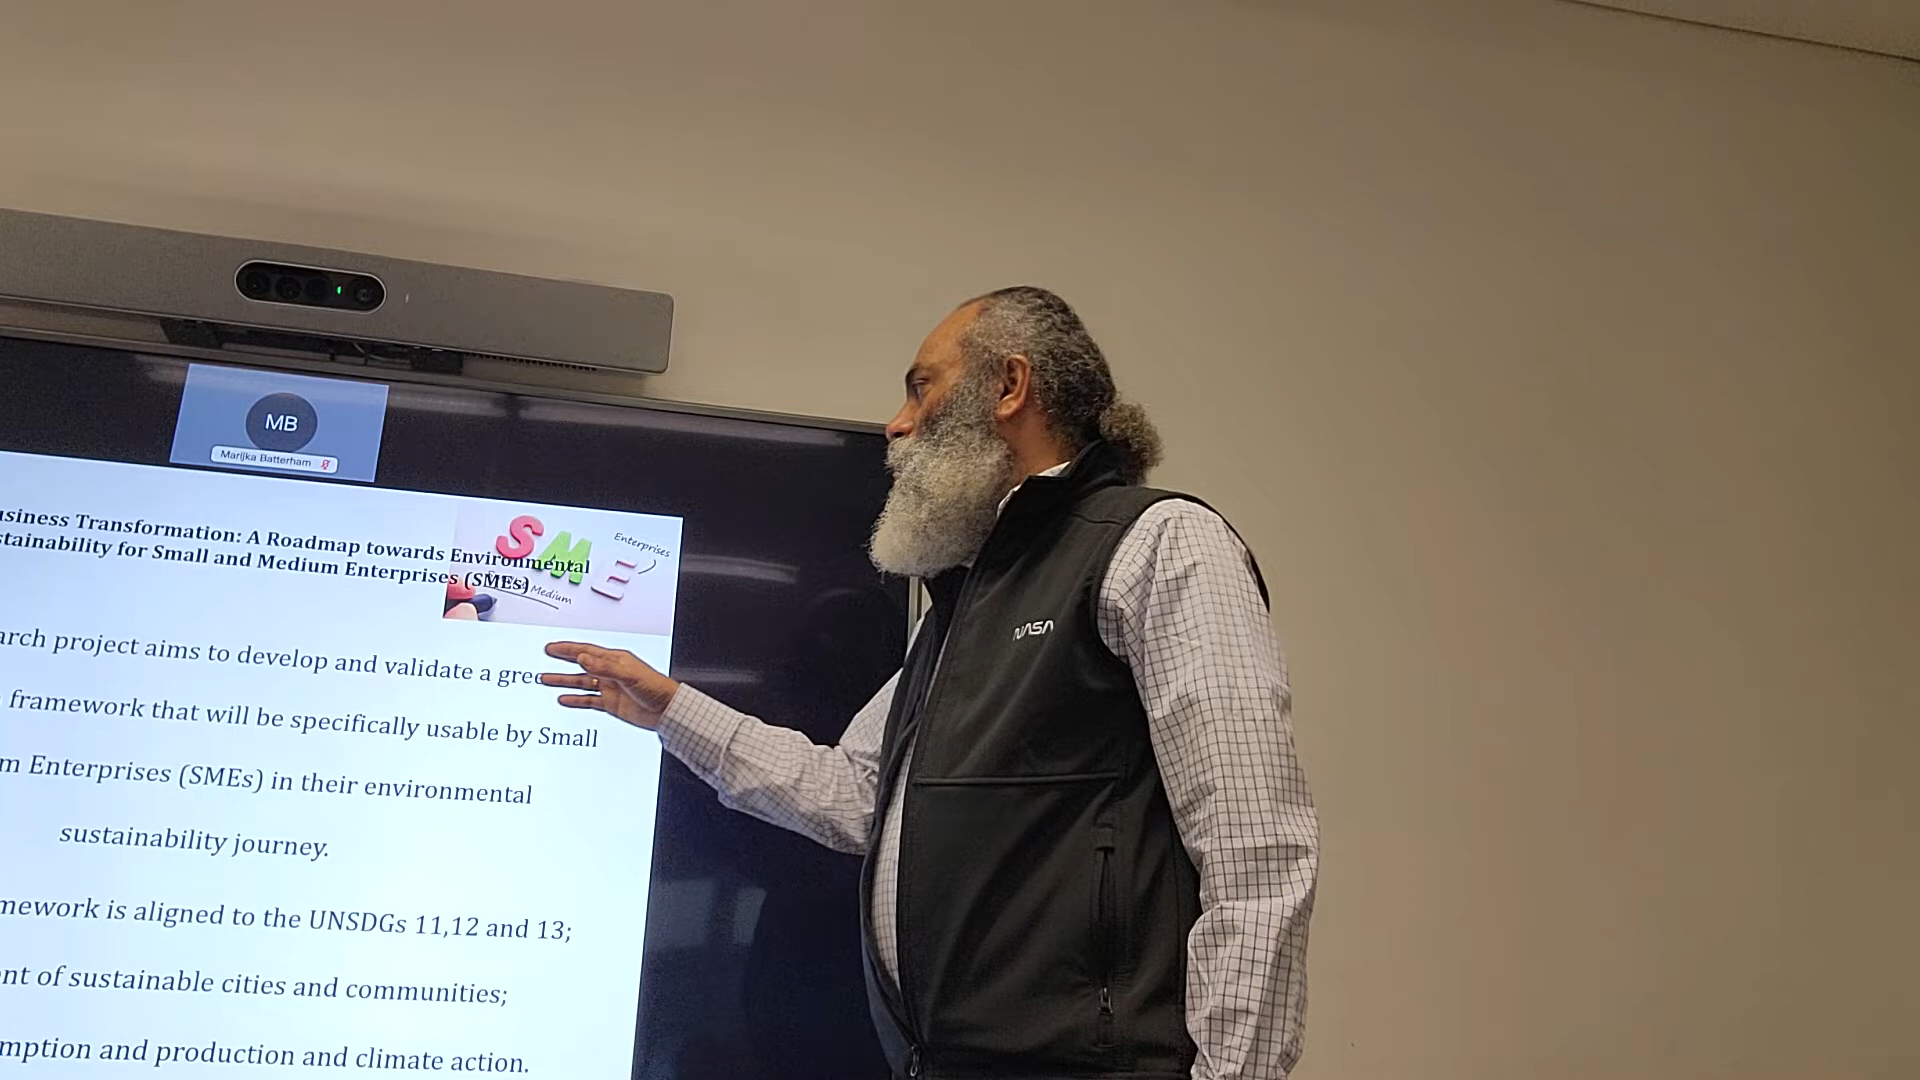 MB
Marijka Batterham
Business Transformation: A Roadmap towards Environmental
stainability for Small and Medium Enterprises (SMEs)
SME
Enterprises
Medium
arch project aims to develop and validate a gree
framework that will be specifically usable by Small
m Enterprises (SMEs) in their environmental
sustainability journey.
mework is aligned to the UNSDGs 11,12 and 13;
nt of sustainable cities and communities;
mption and production and climate action.
NASA